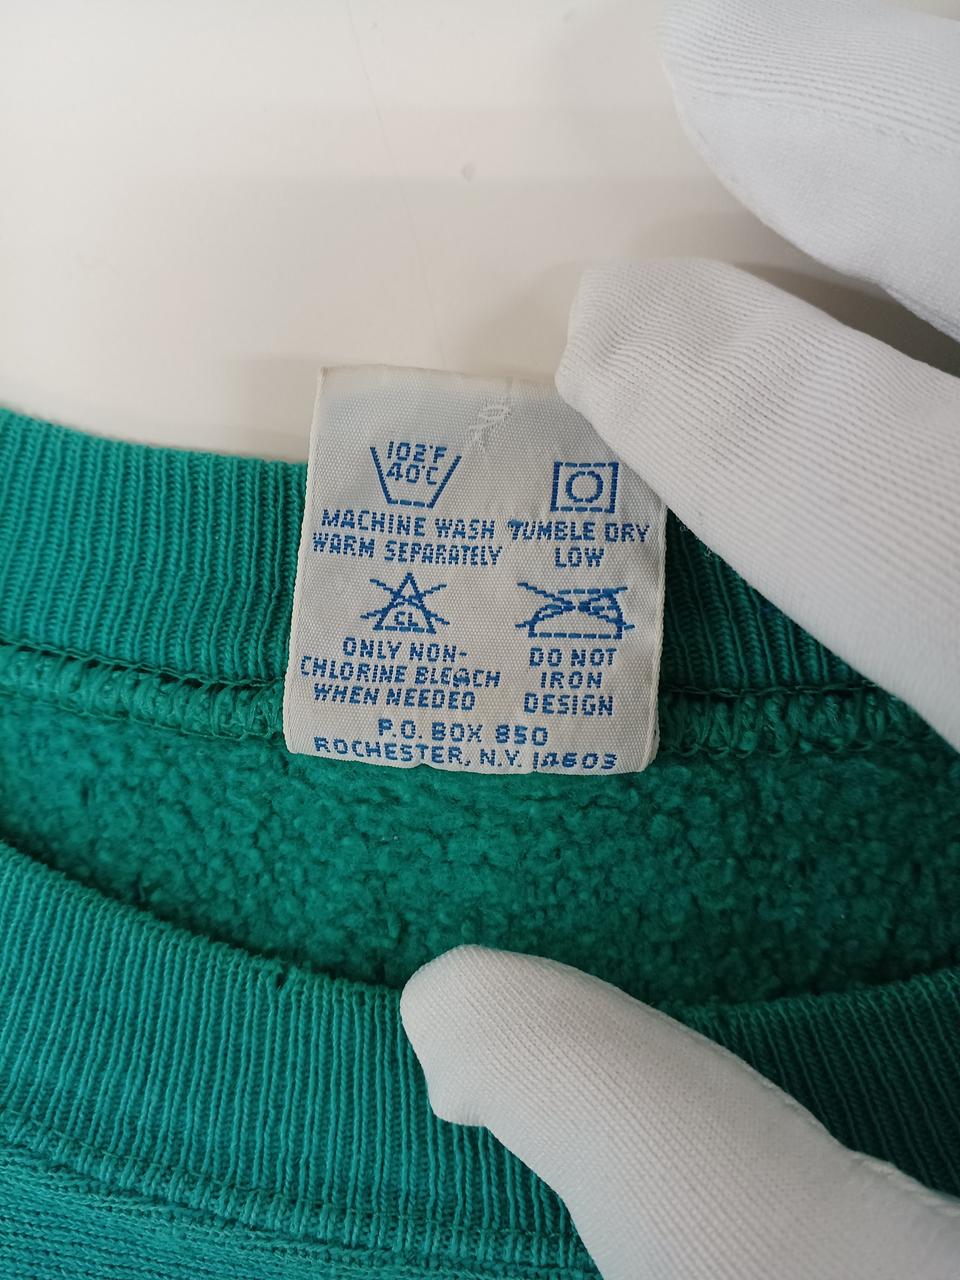 102°F
40°C
MACHINE WASH
WARM SEPARATELY
TUMBLE DRY
LOW
CL
ONLY NON-
CHLORINE BLEACH
WHEN NEEDED
DO NOT
IRON
DESIGN
P.O. BOX 850
ROCHESTER, N.Y. 14603